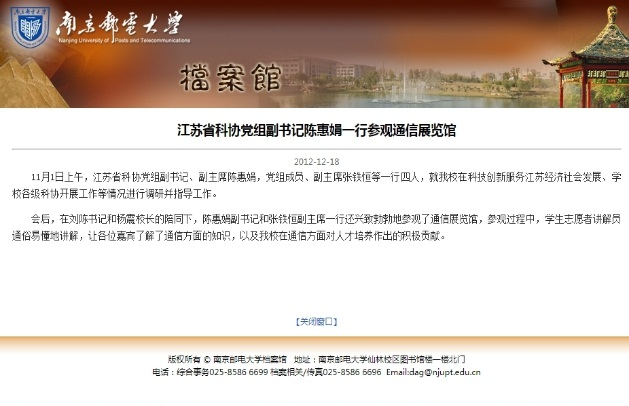 南京邮电大学
Nanjing University of Posts and Telecommunications
檔案館
江苏省科协党组副书记陈惠娟一行参观通信展览馆
2012-12-18
11月1日上午，江苏省科协党组副书记、副主席陈惠娟，党组成员、副主席张铁恒等一行四人，就我校在科技创新服务江苏经济社会发展、学
校各级科协开展工作等情况进行调研并指导工作。
会后，在刘陈书记和杨震校长的陪同下，陈惠娟副书记和张铁恒副主席一行还兴致勃勃地参观了通信展览馆，参观过程中，学生志愿者讲解员
通俗易懂地讲解，让各位嘉宾了解了通信方面的知识，以及我校在通信方面对人才培养作出的积极贡献。
【关闭窗口】
版权所有 © 南京邮电大学档案馆 地址：南京邮电大学仙林校区图书馆楼一楼北门
电话：综合事务025-8586 6699 档案相关/传真025-8586 6696 Email:dag@njupt.edu.cn